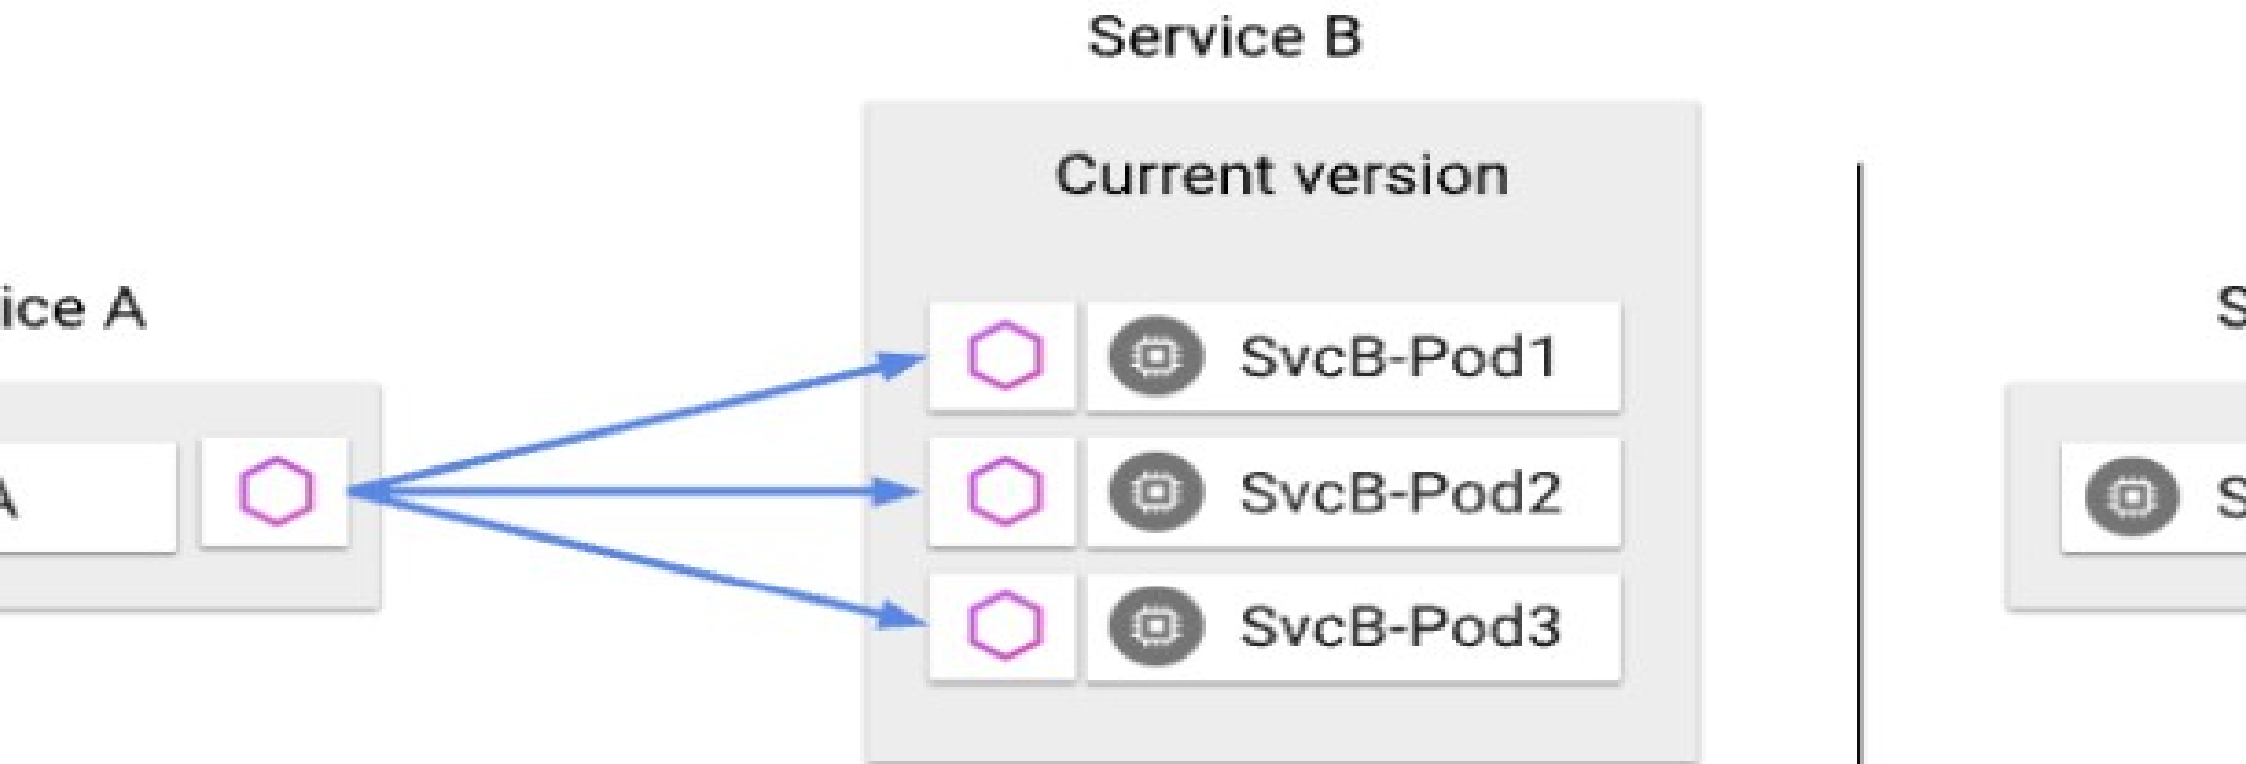 Service B
Current version
ice A
SvcB-Pod1
A
SvcB-Pod2
SvcB-Pod3
S
S